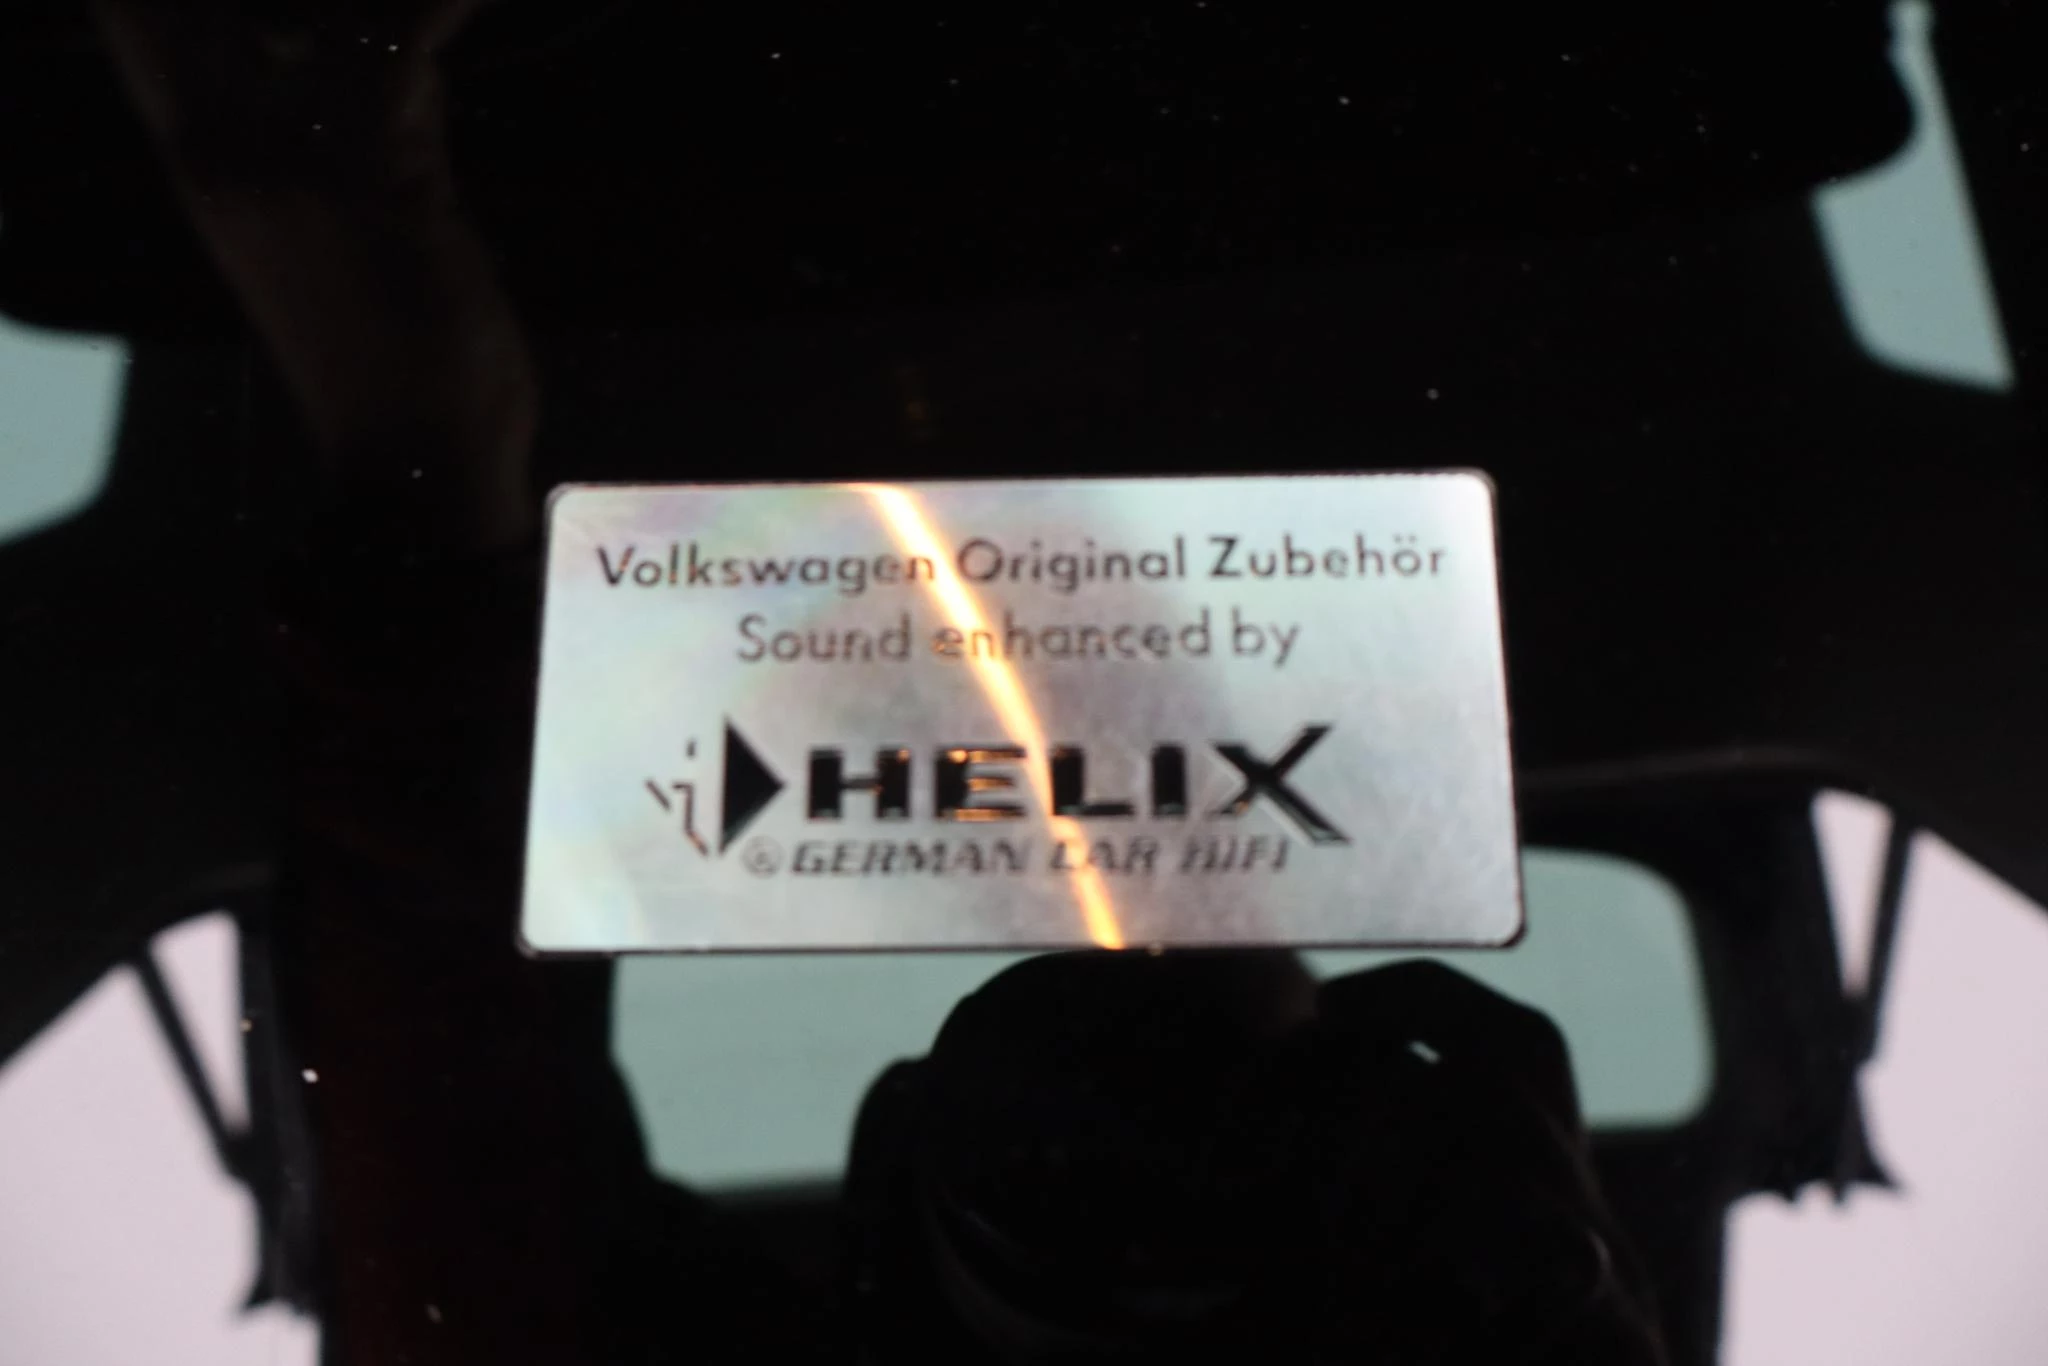 Volkswagen Original Zubehör
Sound enhanced by
HELIX
© GERMAN CAR HIFI